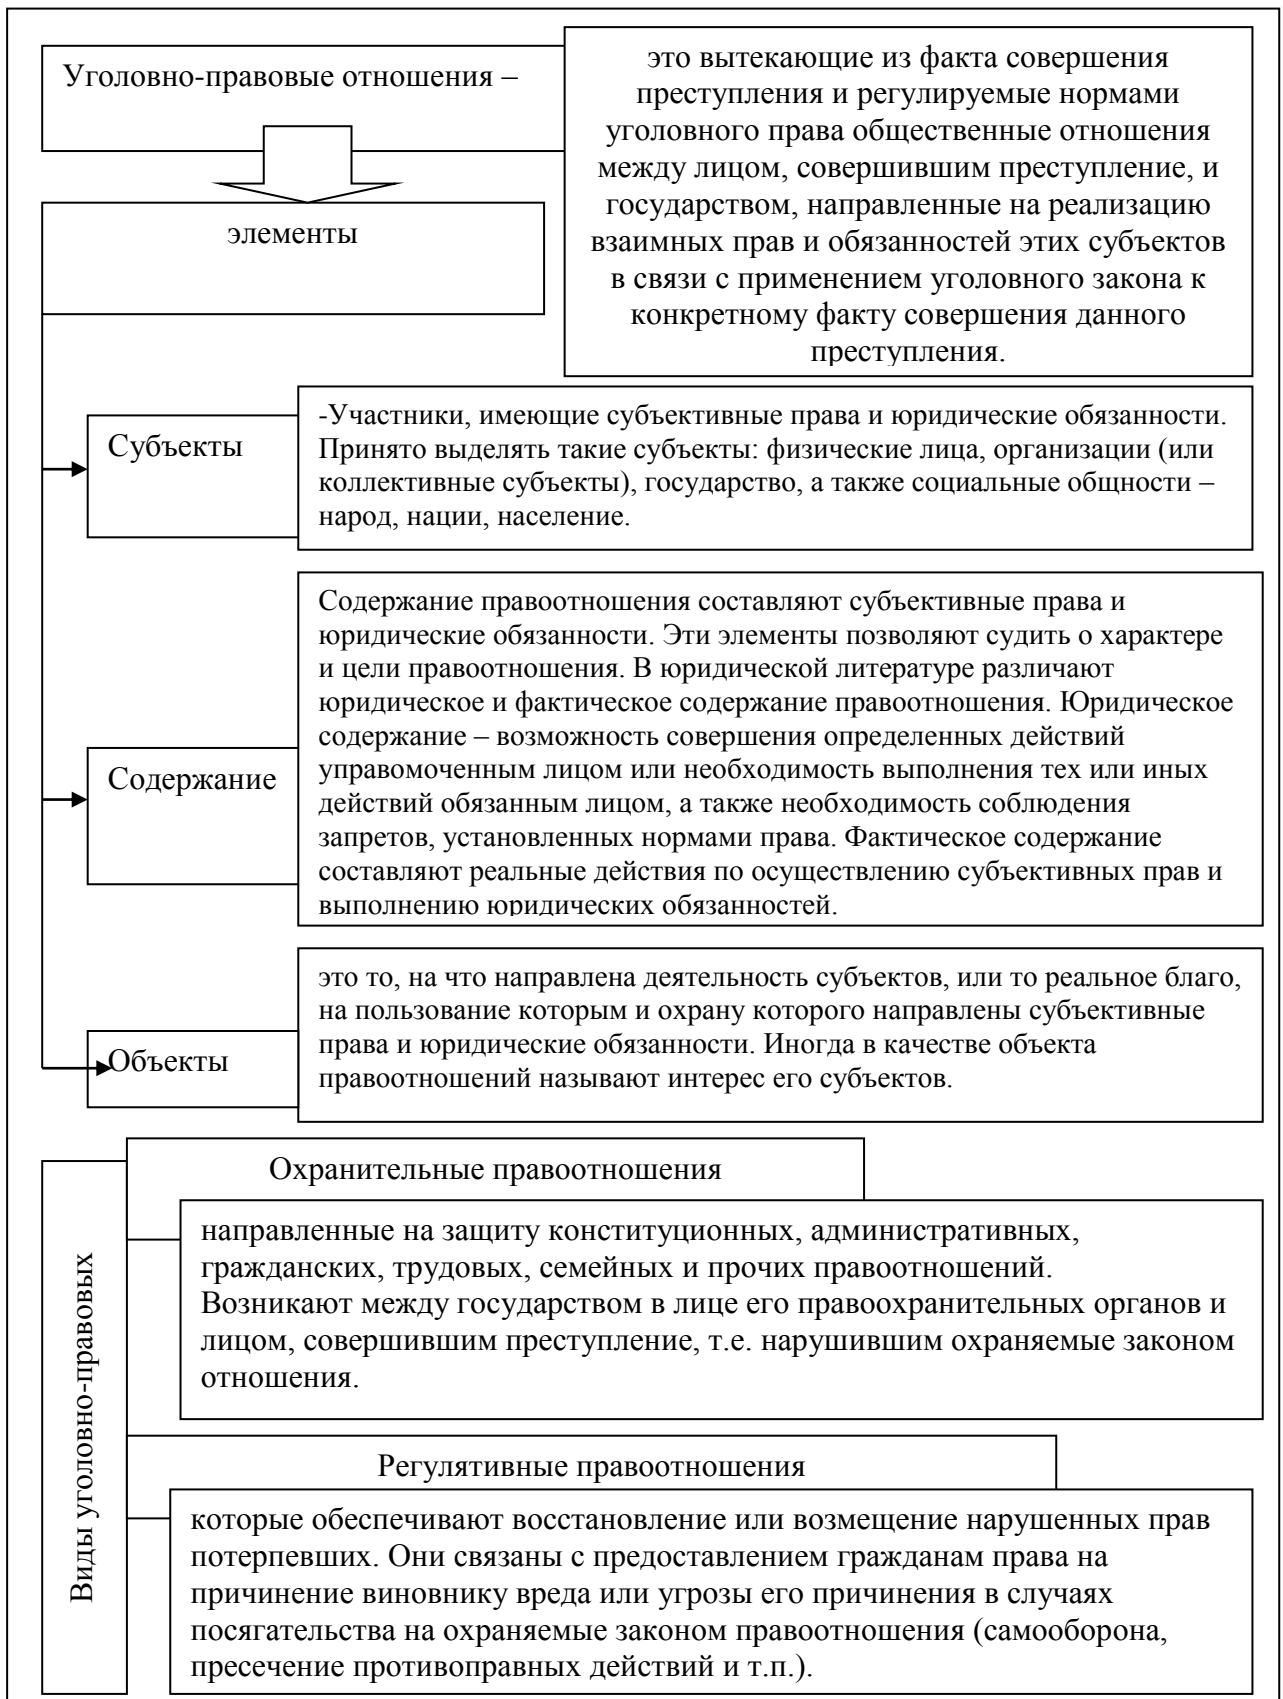 Уголовно-правовые отношения –
это вытекающие из факта совершения
преступления и регулируемые нормами
уголовного права общественные отношения
между лицом, совершившим преступление, и
государством, направленные на реализацию
взаимных прав и обязанностей этих субъектов
в связи с применением уголовного закона к
конкретному факту совершения данного
преступления.
элементы
Субъекты
-Участники, имеющие субъективные права и юридические обязанности.
Принято выделять такие субъекты: физические лица, организации (или
коллективные субъекты), государство, а также социальные общности –
народ, нации, население.
Содержание
Содержание правоотношения составляют субъективные права и
юридические обязанности. Эти элементы позволяют судить о характере
и цели правоотношения. В юридической литературе различают
юридическое и фактическое содержание правоотношения. Юридическое
содержание – возможность совершения определенных действий
управомоченным лицом или необходимость выполнения тех или иных
действий обязанным лицом, а также необходимость соблюдения
запретов, установленных нормами права. Фактическое содержание
составляют реальные действия по осуществлению субъективных прав и
выполнению юридических обязанностей.
Объекты
это то, на что направлена деятельность субъектов, или то реальное благо,
на пользование которым и охрану которого направлены субъективные
права и юридические обязанности. Иногда в качестве объекта
правоотношений называют интерес его субъектов.
Виды уголовно-правовых
Охранительные правоотношения
направленные на защиту конституционных, административных,
гражданских, трудовых, семейных и прочих правоотношений.
Возникают между государством в лице его правоохранительных органов и
лицом, совершившим преступление, т.е. нарушившим охраняемые законом
отношения.
Регулятивные правоотношения
которые обеспечивают восстановление или возмещение нарушенных прав
потерпевших. Они связаны с предоставлением гражданам права на
причинение виновнику вреда или угрозы его причинения в случаях
посягательства на охраняемые законом правоотношения (самооборона,
пресечение противоправных действий и т.п.).